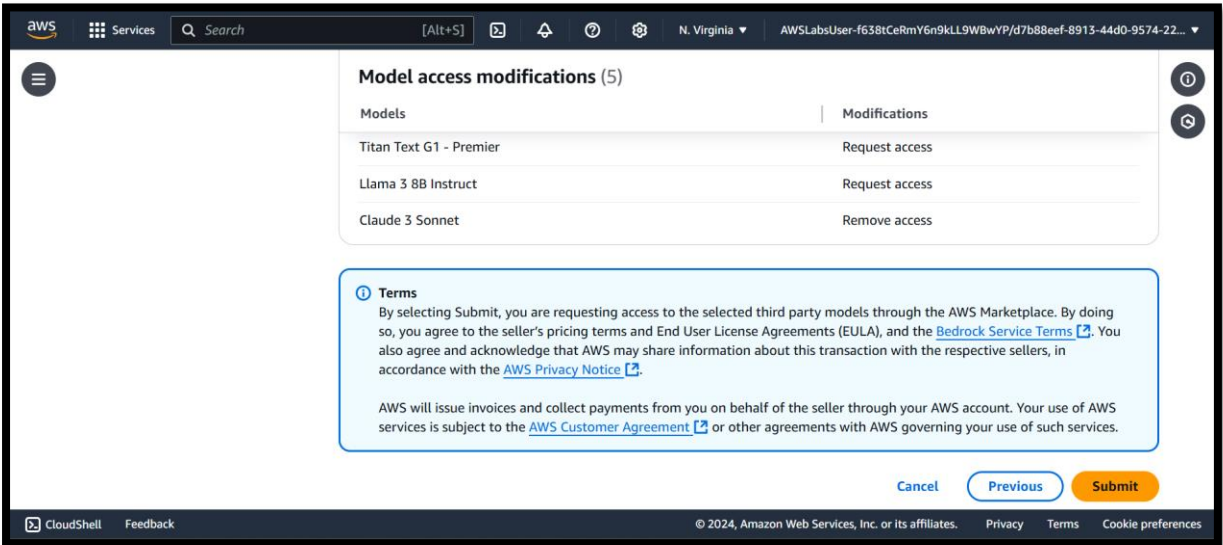 aws Services Search [Alt+S] N. Virginia ▼ AWSLabsUser-f638tCeRmY6n9kLL9WBwYP/d7b88eef-8913-44d0-9574-22... ▼
Model access modifications (5)
Models Modifications
Titan Text G1 - Premier Request access
Llama 3 8B Instruct Request access
Claude 3 Sonnet Remove access
Terms
By selecting Submit, you are requesting access to the selected third party models through the AWS Marketplace. By doing
so, you agree to the seller's pricing terms and End User License Agreements (EULA), and the Bedrock Service Terms. You
also agree and acknowledge that AWS may share information about this transaction with the respective sellers, in
accordance with the AWS Privacy Notice.
AWS will issue invoices and collect payments from you on behalf of the seller through your AWS account. Your use of AWS
services is subject to the AWS Customer Agreement or other agreements with AWS governing your use of such services.
Cancel Previous Submit
CloudShell Feedback © 2024, Amazon Web Services, Inc. or its affiliates. Privacy Terms Cookie preferences